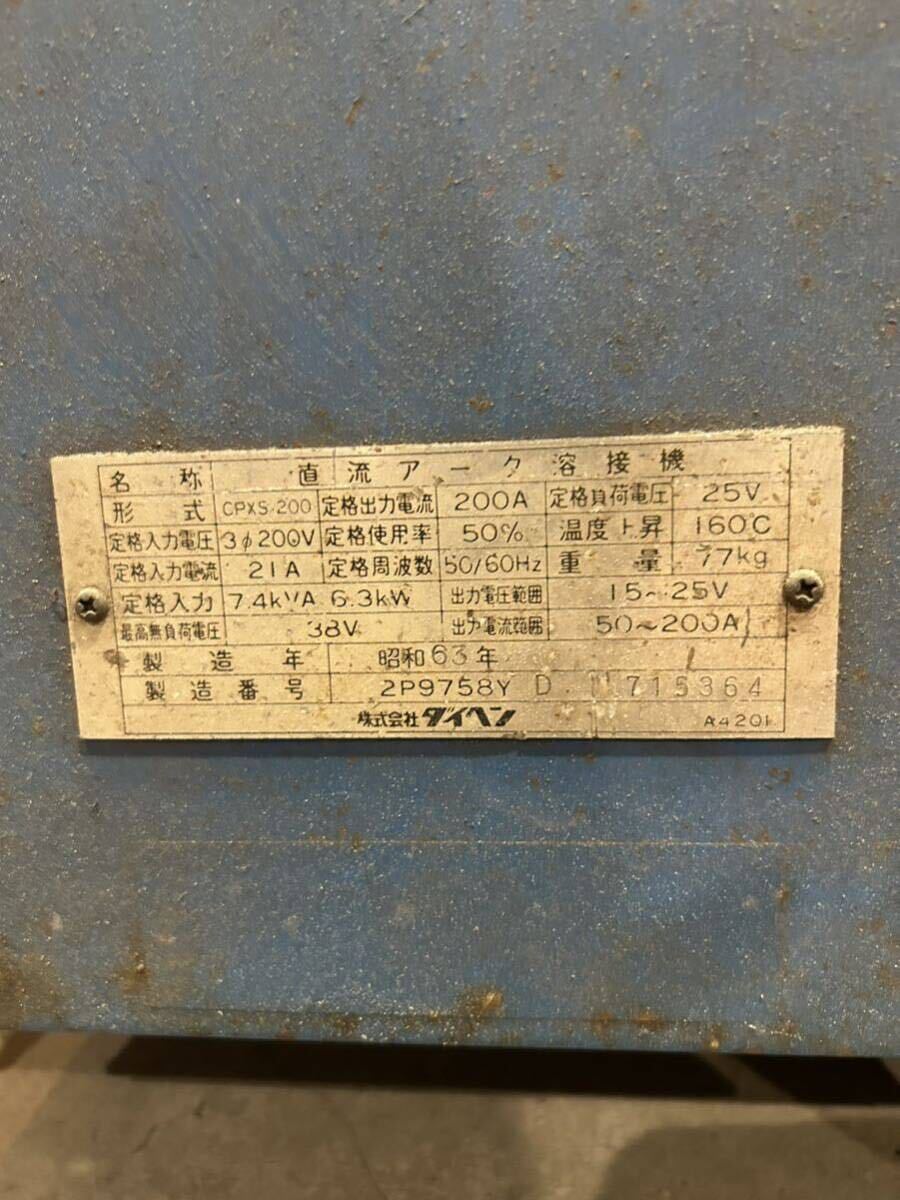 名称 直流アーク溶接機
形式 CPXS-200 定格出力電流 200A 定格負荷電圧 25V
定格入力電圧 3φ200V 定格使用率 50% 温度上昇 160℃
定格入力電流 21A 定格周波数 50/60Hz 重量 77kg
定格入力 7.4kVA 6.3kW 出力電圧範囲 15~25V
最高無負荷電圧 38V 出力電流範囲 50~200A
製造年 昭和63年
製造番号 2P9758Y D 715364
株式会社 ダイヘン A4201